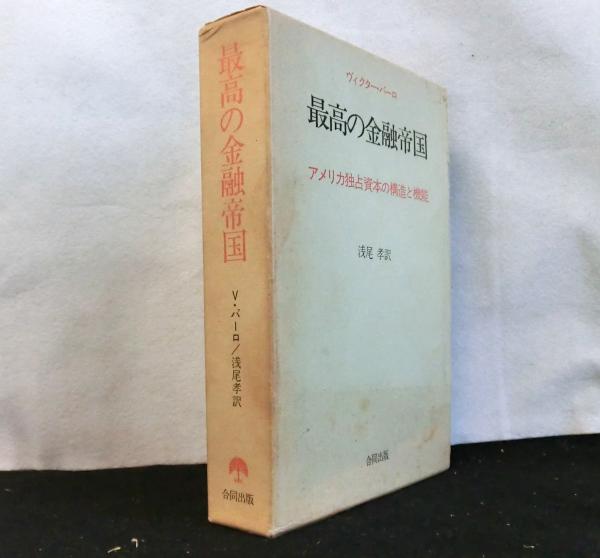 最高の金融帝国
V・パーロ/浅尾孝訳
合同出版
ヴィクター・パーロ
最高の金融帝国
アメリカ独占資本の構造と機能
浅尾 孝訳
合同出版